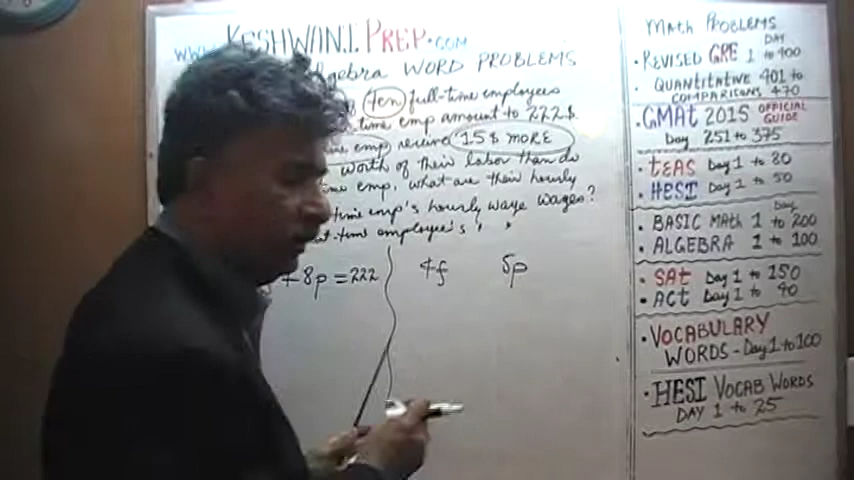 www. KESHWANI PREP.COM
Algebra WORD PROBLEMS
ten full-time employees
time emp amount to 222$.
emp receive 15$ MORE
worth of their labor than do
time emp, what are their hourly
time emp's hourly wage wages?
employee's " "
+ 8p = 222
4f 5p
Math PROBLEMS
• REVISED GRE DAY 1 to 900
• QUANTITATIVE 401 to
COMPARISONS 470
• GMAt 2015 OFFICIAL GUIDE
Day 251 to 375
• tEAS Day 1 to 80
• HESI Day 1 to 50
Day
• BASIC Math 1 to 200
• ALGEBRA 1 to 100
• SAt Day 1 to 150
• ACt Day 1 to 90
• VOCABULARY
WORDS - Day 1 to 100
• HESI VOCAB WORDS
DAY 1 to 25